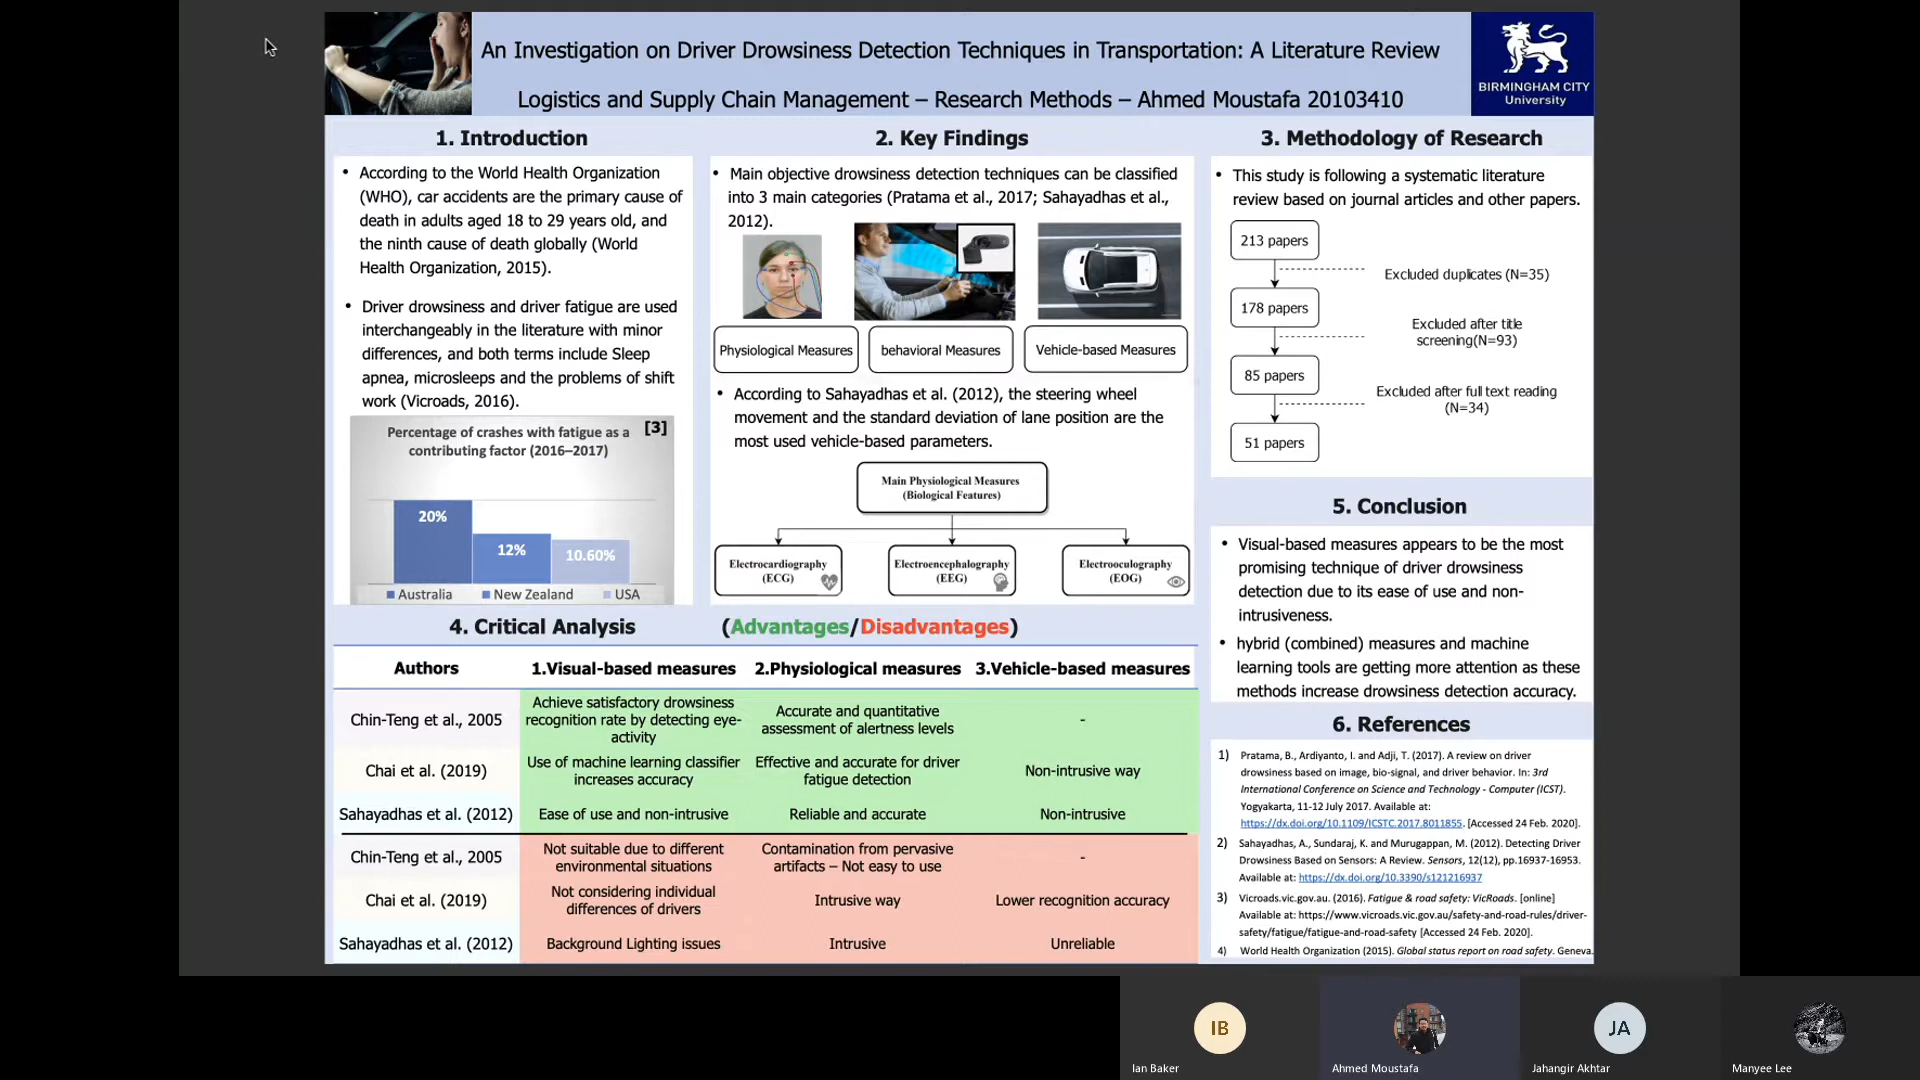 An Investigation on Driver Drowsiness Detection Techniques in Transportation: A Literature Review
Logistics and Supply Chain Management – Research Methods – Ahmed Moustafa 20103410
BIRMINGHAM CITY
University
1. Introduction
• According to the World Health Organization
(WHO), car accidents are the primary cause of
death in adults aged 18 to 29 years old, and
the ninth cause of death globally (World
Health Organization, 2015).
• Driver drowsiness and driver fatigue are used
interchangeably in the literature with minor
differences, and both terms include Sleep
apnea, microsleeps and the problems of shift
work (Vicroads, 2016).
Percentage of crashes with fatigue as a
contributing factor (2016–2017)
[3]
20%
12%
10.60%
Australia New Zealand USA
2. Key Findings
• Main objective drowsiness detection techniques can be classified
into 3 main categories (Pratama et al., 2017; Sahayadhas et al.,
2012).
Physiological Measures
behavioral Measures
Vehicle-based Measures
• According to Sahayadhas et al. (2012), the steering wheel
movement and the standard deviation of lane position are the
most used vehicle-based parameters.
Main Physiological Measures
(Biological Features)
Electrocardiography
(ECG)
Electroencephalography
(EEG)
Electrooculography
(EOG)
3. Methodology of Research
• This study is following a systematic literature
review based on journal articles and other papers.
213 papers
Excluded duplicates (N=35)
178 papers
Excluded after title
screening(N=93)
85 papers
Excluded after full text reading
(N=34)
51 papers
4. Critical Analysis (Advantages/Disadvantages)
Authors 1.Visual-based measures 2.Physiological measures 3.Vehicle-based measures
Chin-Teng et al., 2005
Achieve satisfactory drowsiness
recognition rate by detecting eye-
activity
Accurate and quantitative
assessment of alertness levels
-
Chai et al. (2019)
Use of machine learning classifier
increases accuracy
Effective and accurate for driver
fatigue detection
Non-intrusive way
Sahayadhas et al. (2012) Ease of use and non-intrusive Reliable and accurate Non-intrusive
Chin-Teng et al., 2005
Not suitable due to different
environmental situations
Contamination from pervasive
artifacts – Not easy to use
-
Chai et al. (2019)
Not considering individual
differences of drivers
Intrusive way
Lower recognition accuracy
Sahayadhas et al. (2012) Background Lighting issues Intrusive Unreliable
5. Conclusion
• Visual-based measures appears to be the most
promising technique of driver drowsiness
detection due to its ease of use and non-
intrusiveness.
• hybrid (combined) measures and machine
learning tools are getting more attention as these
methods increase drowsiness detection accuracy.
6. References
1) Pratama, B., Ardiyanto, I. and Adji, T. (2017). A review on driver
drowsiness based on image, bio-signal, and driver behavior. In: 3rd
International Conference on Science and Technology - Computer (ICST).
Yogyakarta, 11-12 July 2017. Available at:
https://dx.doi.org/10.1109/ICSTC.2017.8011855. [Accessed 24 Feb. 2020].
2) Sahayadhas, A., Sundaraj, K. and Murugappan, M. (2012). Detecting Driver
Drowsiness Based on Sensors: A Review. Sensors, 12(12), pp.16937-16953.
Available at: https://dx.doi.org/10.3390/s121216937
3) Vicroads.vic.gov.au. (2016). Fatigue & road safety: VicRoads. [online]
Available at: https://www.vicroads.vic.gov.au/safety-and-road-rules/driver-
safety/fatigue/fatigue-and-road-safety [Accessed 24 Feb. 2020].
4) World Health Organization (2015). Global status report on road safety. Geneva.
IB
JA
Ian Baker
Ahmed Moustafa
Jahangir Akhtar
Manyee Lee